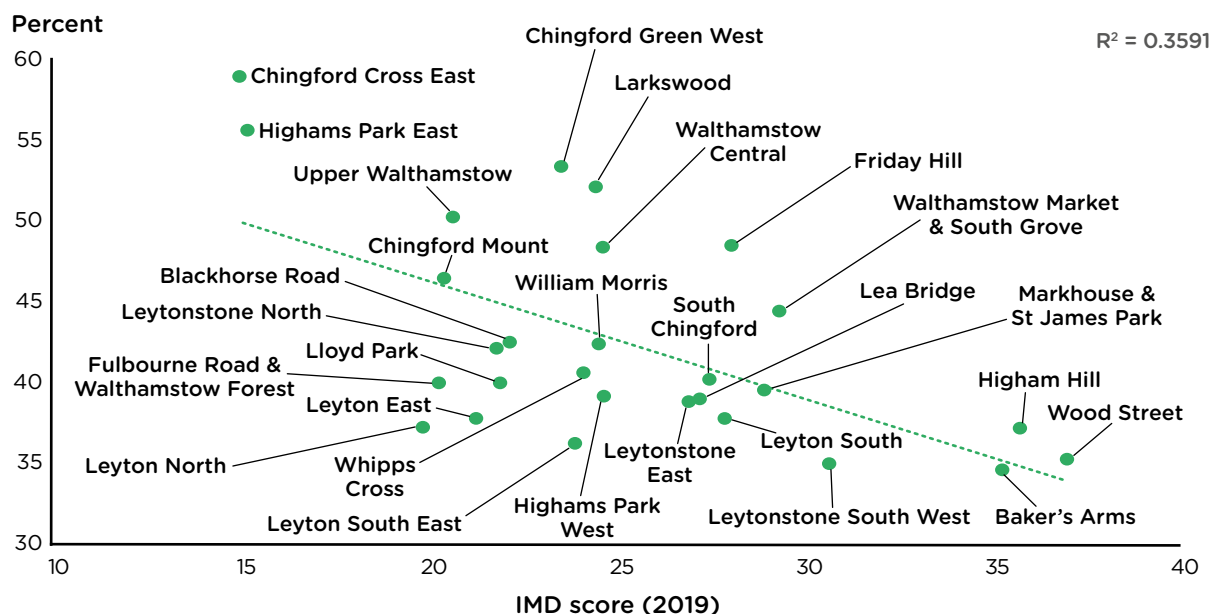 Percent
R² = 0.3591
60
55
50
45
40
35
30
Chingford Green West
Chingford Cross East
Larkswood
Highams Park East
Walthamstow
Central
Friday Hill
Upper Walthamstow
Walthamstow Market
& South Grove
Chingford Mount
Blackhorse Road
William Morris
Lea Bridge
Markhouse &
St James Park
Leytonstone North
South
Chingford
Lloyd Park
Fulbourne Road &
Walthamstow Forest
Higham Hill
Leyton East
Wood Street
Leyton North
Whipps
Cross
Leytonstone
East
Leyton South
Leyton South East
Highams Park
West
Leytonstone South West
Baker's Arms
10
15
20
25
30
35
40
IMD score (2019)